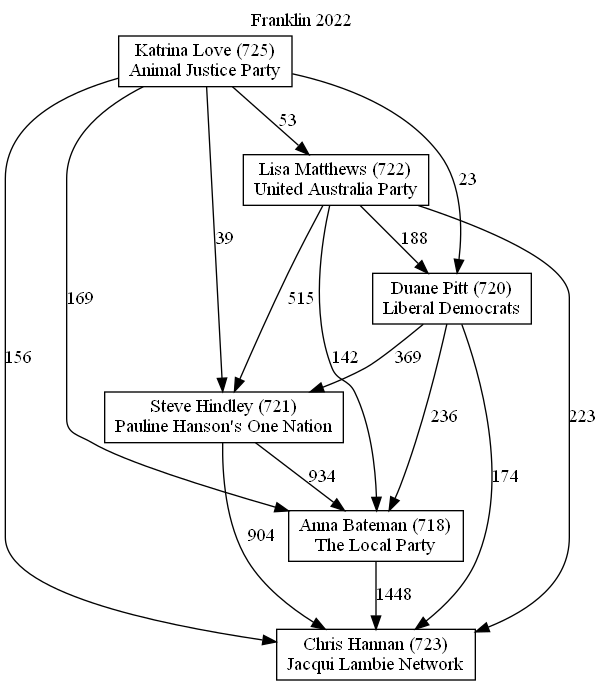 Franklin 2022
Katrina Love (725)
Animal Justice Party
53
Lisa Matthews (722)
United Australia Party
23
39
188
169
515
Duane Pitt (720)
Liberal Democrats
156
142
369
223
Steve Hindley (721)
Pauline Hanson's One Nation
236
934
174
904
Anna Bateman (718)
The Local Party
1448
Chris Hannan (723)
Jacqui Lambie Network